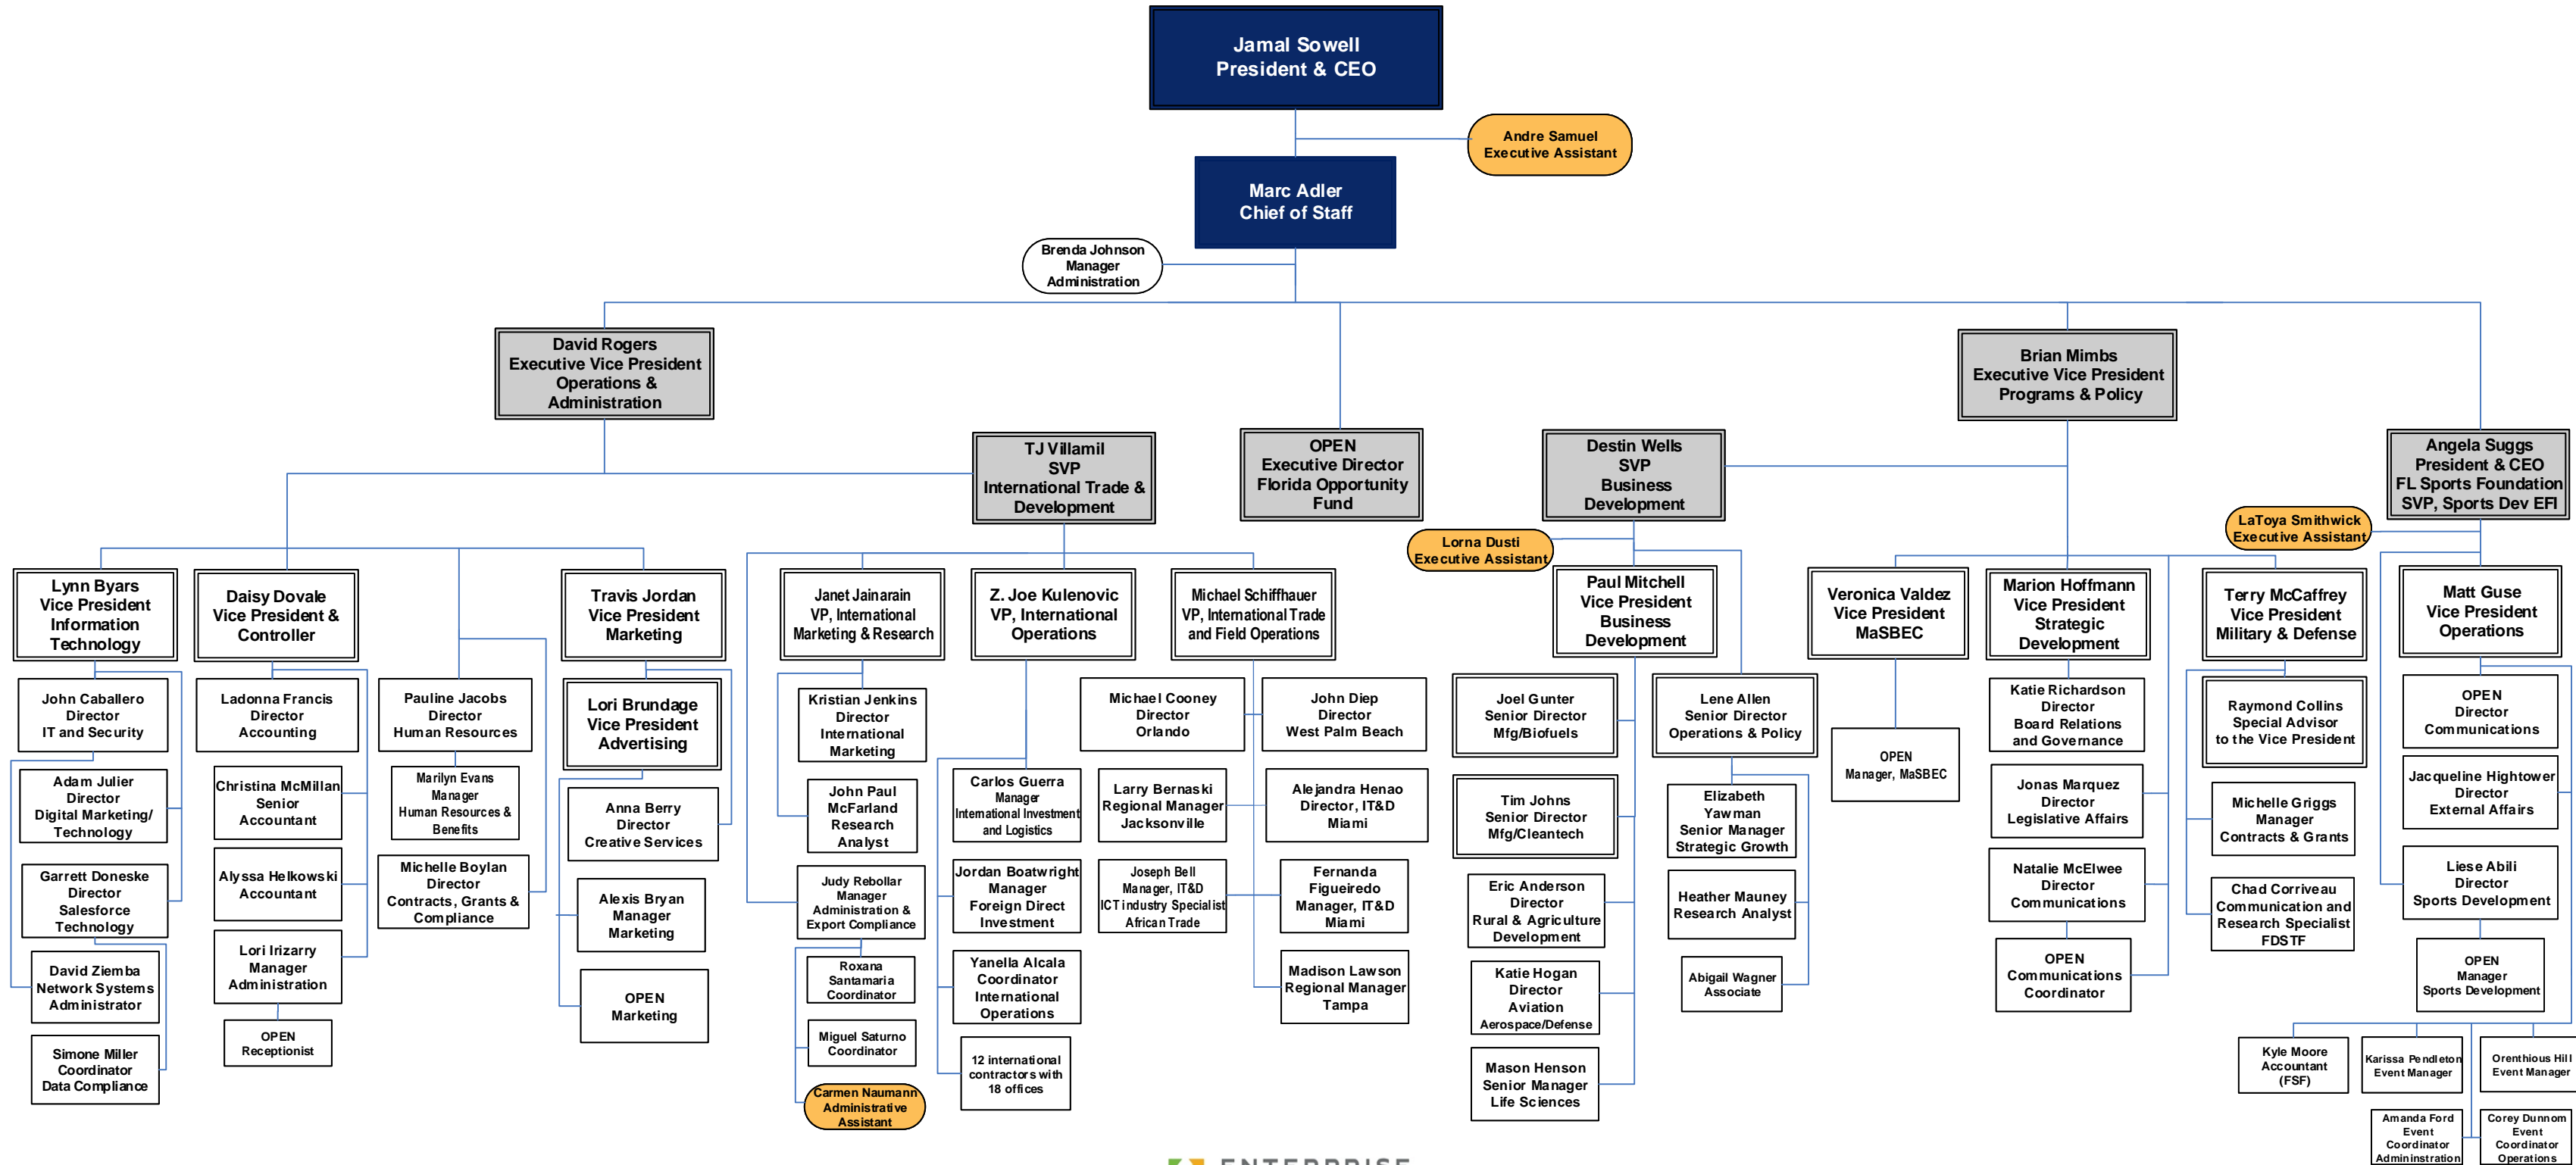 Jamal Sowell
President & CEO
Andre Samuel
Executive Assistant
Marc Adler
Chief of Staff
Brenda Johnson
Manager
Administration
David Rogers
Executive Vice President
Operations &
Administration
Brian Mimbs
Executive Vice President
Programs & Policy
TJ Villamil
SVP
International Trade &
Development
OPEN
Executive Director
Florida Opportunity
Fund
Destin Wells
SVP
Business
Development
Angela Suggs
President & CEO
FL Sports Foundation
SVP, Sports Dev EFI
Lorna Dusti
Executive Assistant
LaToya Smithwick
Executive Assistant
Lynn Byars
Vice President
Information
Technology
Daisy Dovale
Vice President &
Controller
Travis Jordan
Vice President
Marketing
Janet Jainarain
VP, International
Marketing & Research
Z. Joe Kulenovic
VP, International
Operations
Michael Schiffhauer
VP, International Trade
and Field Operations
Paul Mitchell
Vice President
Business
Development
Veronica Valdez
Vice President
MaSBEC
Marion Hoffmann
Vice President
Strategic
Development
Terry McCaffrey
Vice President
Military & Defense
Matt Guse
Vice President
Operations
John Caballero
Director
IT and Security
Adam Julier
Director
Digital Marketing/
Technology
Garrett Doneske
Director
Salesforce
Technology
David Ziemba
Network Systems
Administrator
Simone Miller
Coordinator
Data Compliance
Ladonna Francis
Director
Accounting
Christina McMillan
Senior
Accountant
Alyssa Helkowski
Accountant
Lori Irizarry
Manager
Administration
OPEN
Receptionist
Pauline Jacobs
Director
Human Resources
Marilyn Evans
Manager
Human Resources &
Benefits
Michelle Boylan
Director
Contracts, Grants &
Compliance
Lori Brundage
Vice President
Advertising
Anna Berry
Director
Creative Services
Alexis Bryan
Manager
Marketing
OPEN
Marketing
Kristian Jenkins
Director
International
Marketing
John Paul
McFarland
Research
Analyst
Judy Rebollar
Manager
Administration &
Export Compliance
Roxana
Santamaria
Coordinator
Miguel Saturno
Coordinator
Carmen Naumann
Administrative
Assistant
Carlos Guerra
Manager
International Investment
and Logistics
Jordan Boatwright
Manager
Foreign Direct
Investment
Yanella Alcala
Coordinator
International
Operations
12 international
contractors with
18 offices
Michael Cooney
Director
Orlando
John Diep
Director
West Palm Beach
Larry Bernaski
Regional Manager
Jacksonville
Alejandra Henao
Director, IT&D
Miami
Joseph Bell
Manager, IT&D
ICT industry Specialist
African Trade
Fernanda
Figueiredo
Manager, IT&D
Miami
Madison Lawson
Regional Manager
Tampa
Joel Gunter
Senior Director
Mfg/Biofuels
Tim Johns
Senior Director
Mfg/Cleantech
Eric Anderson
Director
Rural & Agriculture
Development
Katie Hogan
Director
Aviation
Aerospace/Defense
Mason Henson
Senior Manager
Life Sciences
Lene Allen
Senior Director
Operations & Policy
Elizabeth
Yawman
Senior Manager
Strategic Growth
Heather Mauney
Research Analyst
Abigail Wagner
Associate
OPEN
Manager, MaSBEC
Katie Richardson
Director
Board Relations
and Governance
Jonas Marquez
Director
Legislative Affairs
Natalie McElwee
Director
Communications
OPEN
Communications
Coordinator
Raymond Collins
Special Advisor
to the Vice President
Michelle Griggs
Manager
Contracts & Grants
Chad Corriveau
Communication and
Research Specialist
FDSTF
OPEN
Director
Communications
Jacqueline Hightower
Director
External Affairs
Liese Abili
Director
Sports Development
OPEN
Manager
Sports Development
Kyle Moore
Accountant
(FSF)
Karissa Pendleton
Event Manager
Orenthious Hill
Event Manager
Amanda Ford
Event
Coordinator
Admininstration
Corey Dunnom
Event
Coordinator
Operations
ENTERPRISE